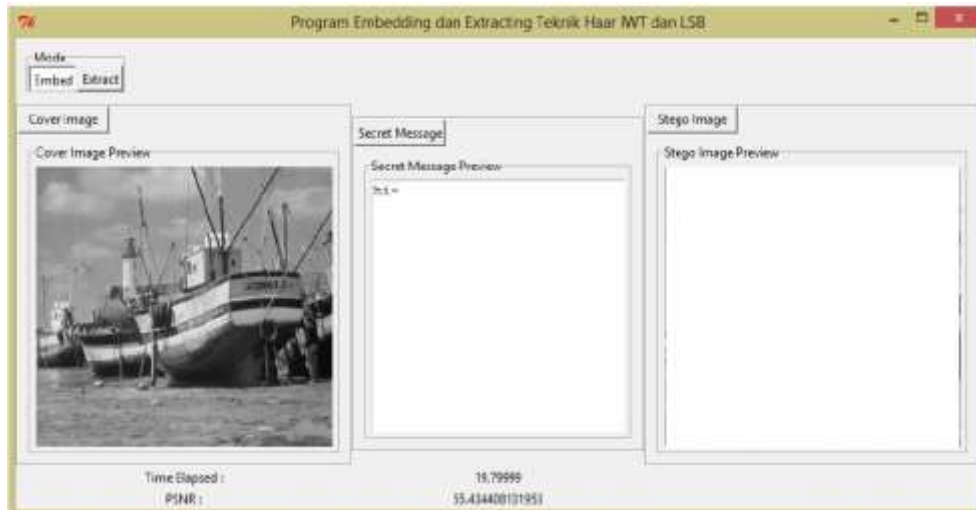 Program Embedding dan Extracting Teknik Haar IWT dan LSB
Mode
Embed Extract
Cover Image
Secret Message
Stego Image
Cover Image Preview
Secret Message Preview
Stego Image Preview
Time Elapsed : 19.79999
PSNR : 55.434408131953